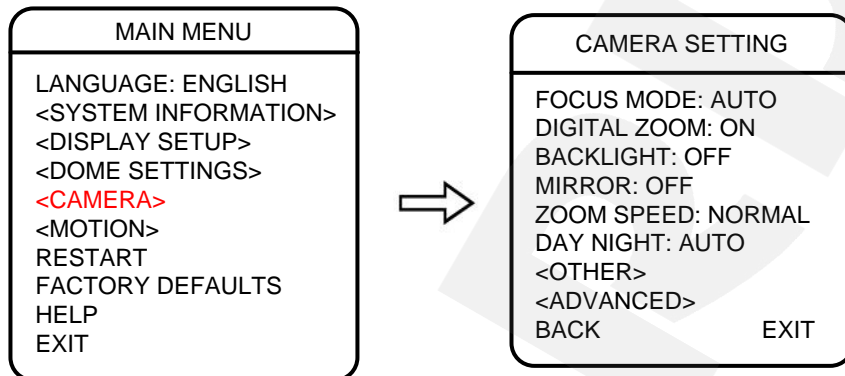 MAIN MENU
LANGUAGE: ENGLISH
<SYSTEM INFORMATION>
<DISPLAY SETUP>
<DOME SETTINGS>
<CAMERA>
<MOTION>
RESTART
FACTORY DEFAULTS
HELP
EXIT
CAMERA SETTING
FOCUS MODE: AUTO
DIGITAL ZOOM: ON
BACKLIGHT: OFF
MIRROR: OFF
ZOOM SPEED: NORMAL
DAY NIGHT: AUTO
<OTHER>
<ADVANCED>
BACK EXIT